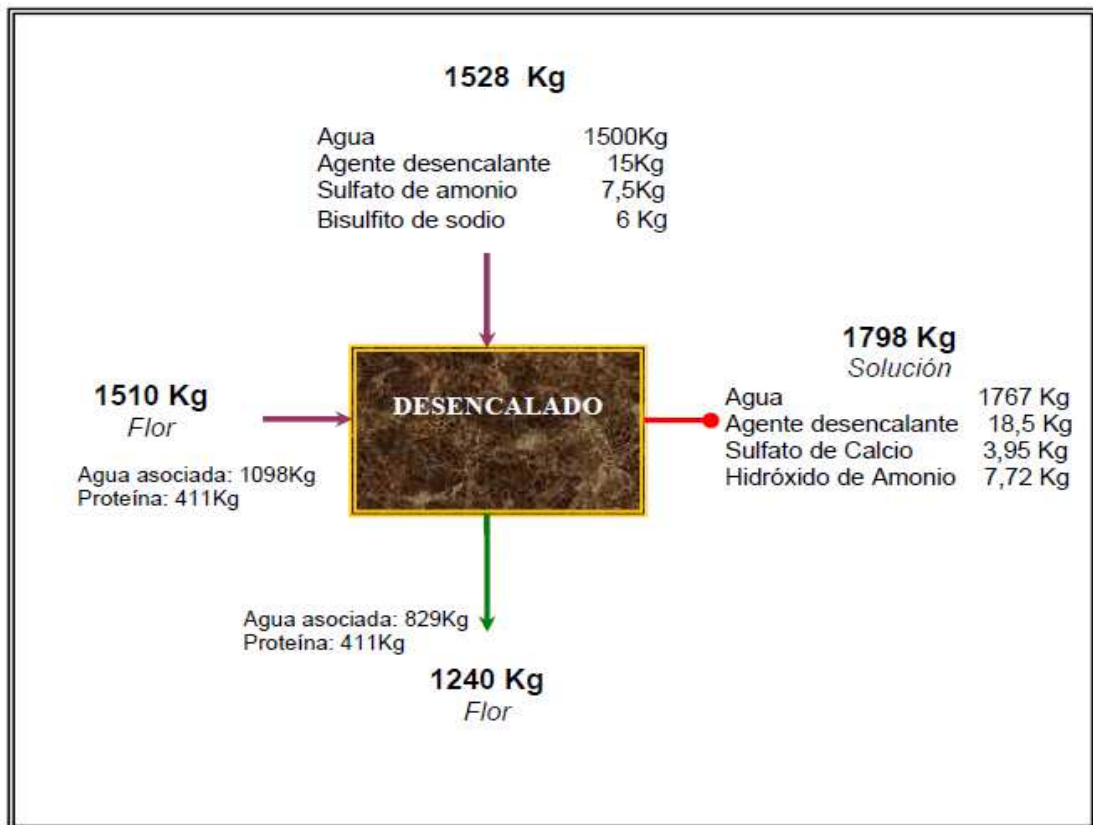 1528 Kg
Agua 1500Kg
Agente desencalante 15Kg
Sulfato de amonio 7,5Kg
Bisulfito de sodio 6 Kg
1510 Kg
Flor
Agua asociada: 1098Kg
Proteína: 411Kg
DESENCALADO
1798 Kg
Solución
Agua 1767 Kg
Agente desencalante 18,5 Kg
Sulfato de Calcio 3,95 Kg
Hidróxido de Amonio 7,72 Kg
Agua asociada: 829Kg
Proteína: 411Kg
1240 Kg
Flor